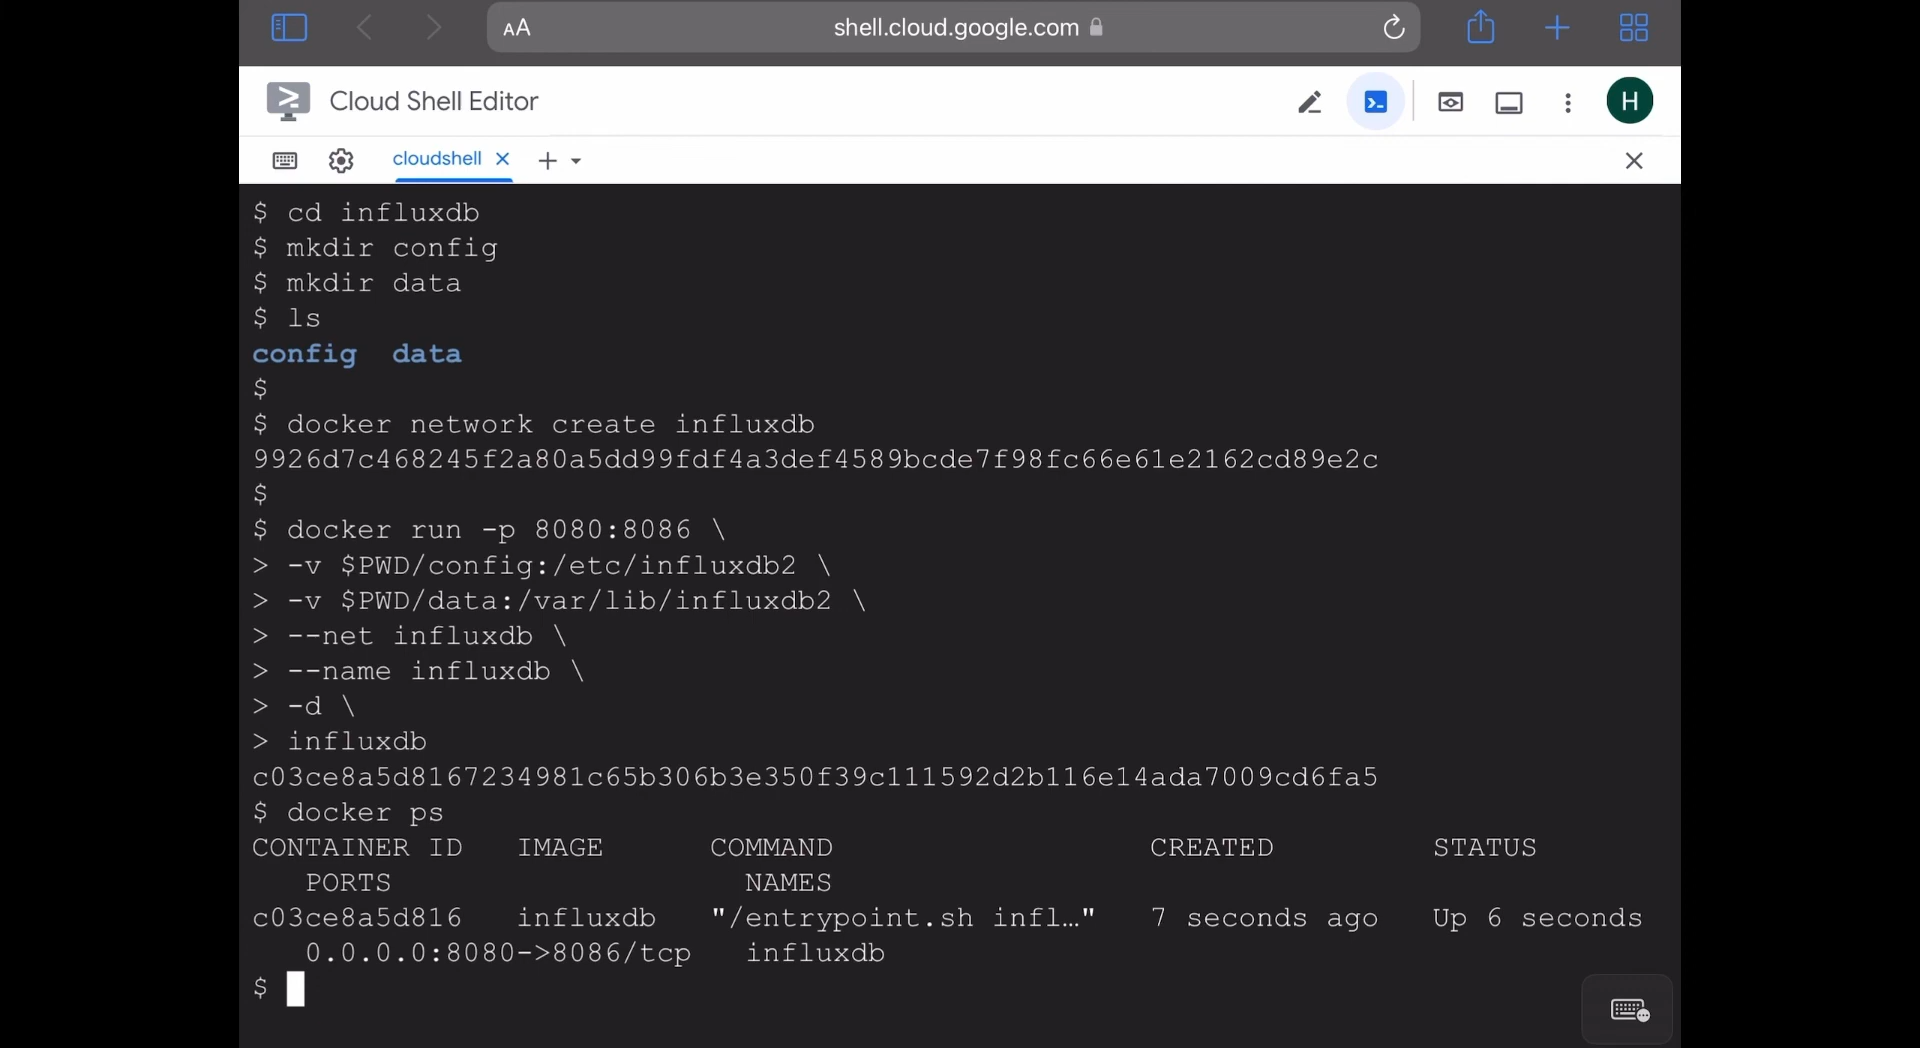 AA
shell.cloud.google.com
Cloud Shell Editor
H
cloudshell
$ cd influxdb
$ mkdir config
$ mkdir data
$ ls
config data
$
$ docker network create influxdb
9926d7c468245f2a80a5dd99fdf4a3def4589bcde7f98fc66e61e2162cd89e2c
$
$ docker run -p 8080:8086 \
> -v $PWD/config:/etc/influxdb2 \
> -v $PWD/data:/var/lib/influxdb2 \
> --net influxdb \
> --name influxdb \
> -d \
> influxdb
c03ce8a5d8167234981c65b306b3e350f39c111592d2b116e14ada7009cd6fa5
$ docker ps
CONTAINER ID IMAGE COMMAND CREATED STATUS
PORTS NAMES
c03ce8a5d816 influxdb "/entrypoint.sh infl…" 7 seconds ago Up 6 seconds
0.0.0.0:8080->8086/tcp influxdb
$